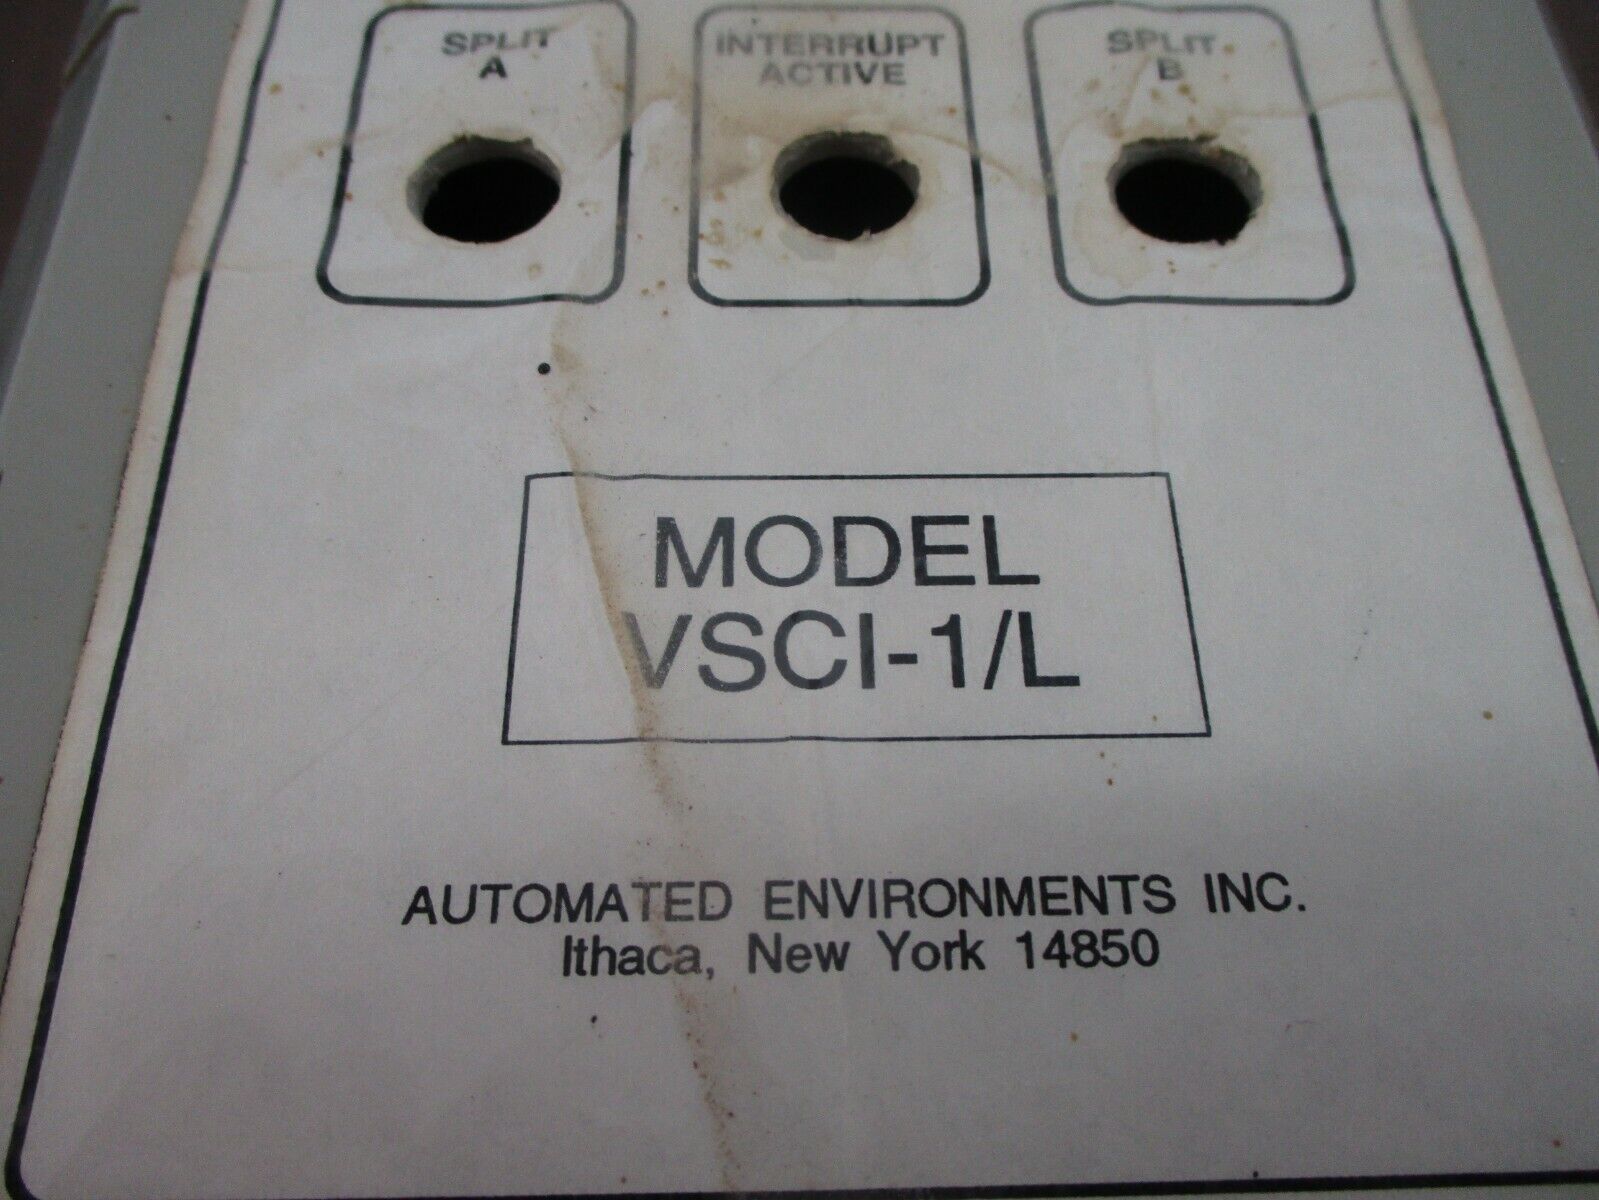 SPLIT
A
INTERRUPT
ACTIVE
SPLIT
B
MODEL
VSCI-1/L
AUTOMATED ENVIRONMENTS INC.
Ithaca, New York 14850